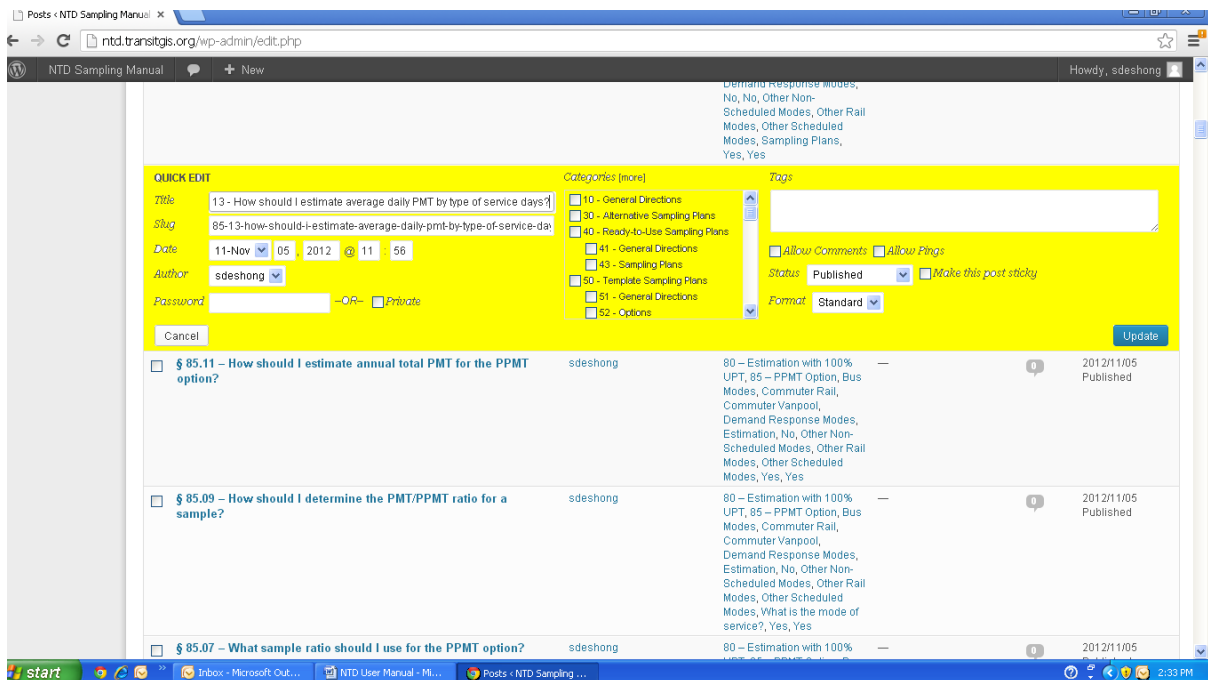 Posts ‹ NTD Sampling Manual ×
ntd.transitgis.org/wp-admin/edit.php
NTD Sampling Manual + New Howdy, sdeshong
Demand Response Modes,
No, No, Other Non-
Scheduled Modes, Other Rail
Modes, Other Scheduled
Modes, Sampling Plans,
Yes, Yes
QUICK EDIT
Title 13 - How should I estimate average daily PMT by type of service days?
Slug 85-13-how-should-i-estimate-average-daily-pmt-by-type-of-service-day
Date 11-Nov 05 , 2012 @ 11 : 56
Author sdeshong
Password –OR– Private
Cancel
Categories [more]
10 - General Directions
30 - Alternative Sampling Plans
40 - Ready-to-Use Sampling Plans
41 - General Directions
43 - Sampling Plans
50 - Template Sampling Plans
51 - General Directions
52 - Options
Tags
Allow Comments Allow Pings
Status Published Make this post sticky
Format Standard
Update
§ 85.11 – How should I estimate annual total PMT for the PPMT
option?
sdeshong
80 – Estimation with 100%
UPT, 85 – PPMT Option, Bus
Modes, Commuter Rail,
Commuter Vanpool,
Demand Response Modes,
Estimation, No, Other Non-
Scheduled Modes, Other Rail
Modes, Other Scheduled
Modes, Yes, Yes
—
0
2012/11/05
Published
§ 85.09 – How should I determine the PMT/PPMT ratio for a
sample?
sdeshong
80 – Estimation with 100%
UPT, 85 – PPMT Option, Bus
Modes, Commuter Rail,
Commuter Vanpool,
Demand Response Modes,
Estimation, No, Other Non-
Scheduled Modes, Other Rail
Modes, Other Scheduled
Modes, What is the mode of
service?, Yes, Yes
—
0
2012/11/05
Published
§ 85.07 – What sample ratio should I use for the PPMT option?
sdeshong
80 – Estimation with 100%
—
0
2012/11/05
start » Inbox - Microsoft Out... NTD User Manual - Mi... Posts ‹ NTD Sampling ... 2:33 PM